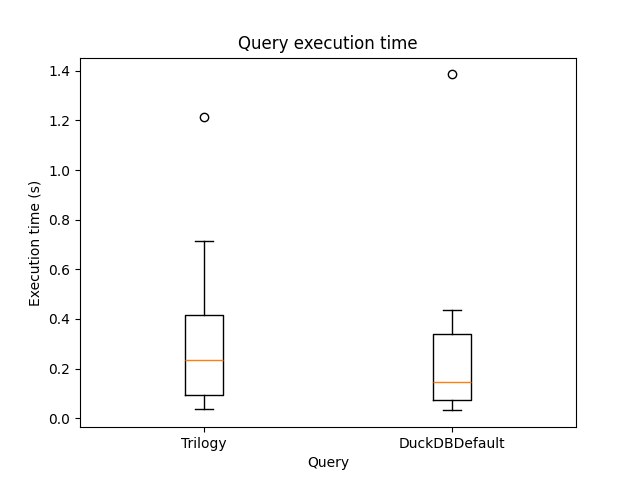 Query execution time
Execution time (s)
1.4
1.2
1.0
0.8
0.6
0.4
0.2
0.0
Trilogy
DuckDBDefault
Query